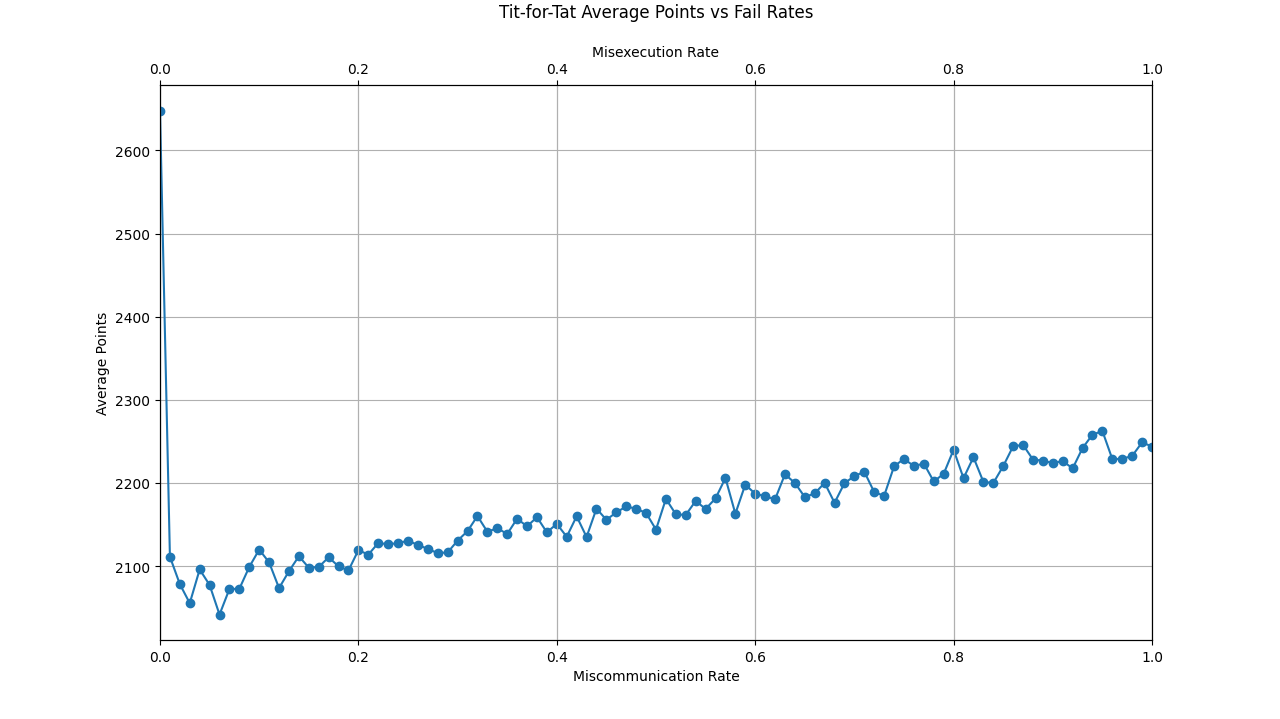 Tit-for-Tat Average Points vs Fail Rates
Misexecution Rate
0.0 0.2 0.4 0.6 0.8 1.0
2600
2500
2400
2300
2200
2100
Average Points
0.0 0.2 0.4 0.6 0.8 1.0
Miscommunication Rate